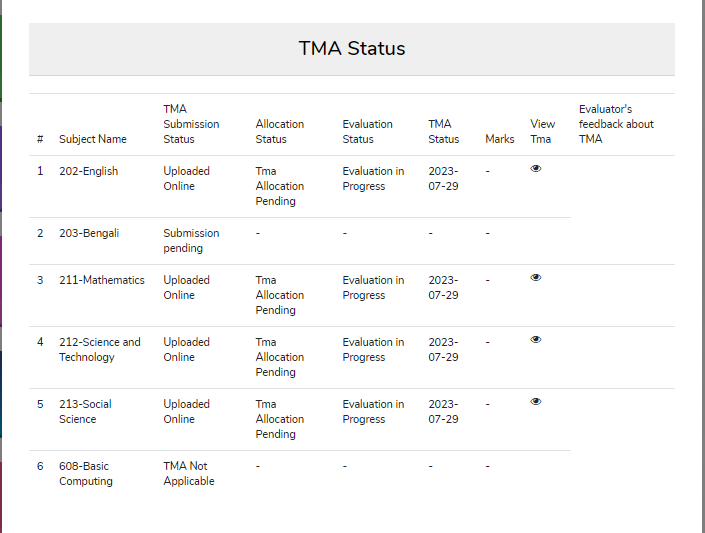 TMA Status
# Subject Name TMA Submission Status Allocation Status Evaluation Status TMA Status Marks View Tma Evaluator's feedback about TMA
1 202-English Uploaded Online Tma Allocation Pending Evaluation in Progress 2023-07-29 -
2 203-Bengali Submission pending - - - -
3 211-Mathematics Uploaded Online Tma Allocation Pending Evaluation in Progress 2023-07-29 -
4 212-Science and Technology Uploaded Online Tma Allocation Pending Evaluation in Progress 2023-07-29 -
5 213-Social Science Uploaded Online Tma Allocation Pending Evaluation in Progress 2023-07-29 -
6 608-Basic Computing TMA Not Applicable - - - -